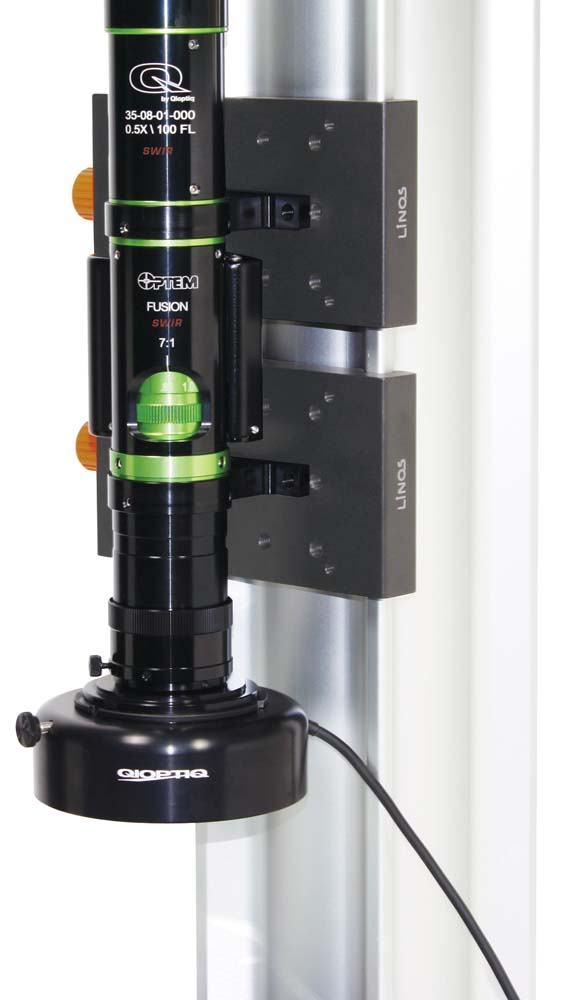 Q
by Qioptiq
35-08-01-000
0.5X \ 100 FL
SWIR
LINOS
OPTEM
FUSION
SWIR
7:1
LINOS
QIOPTIQ